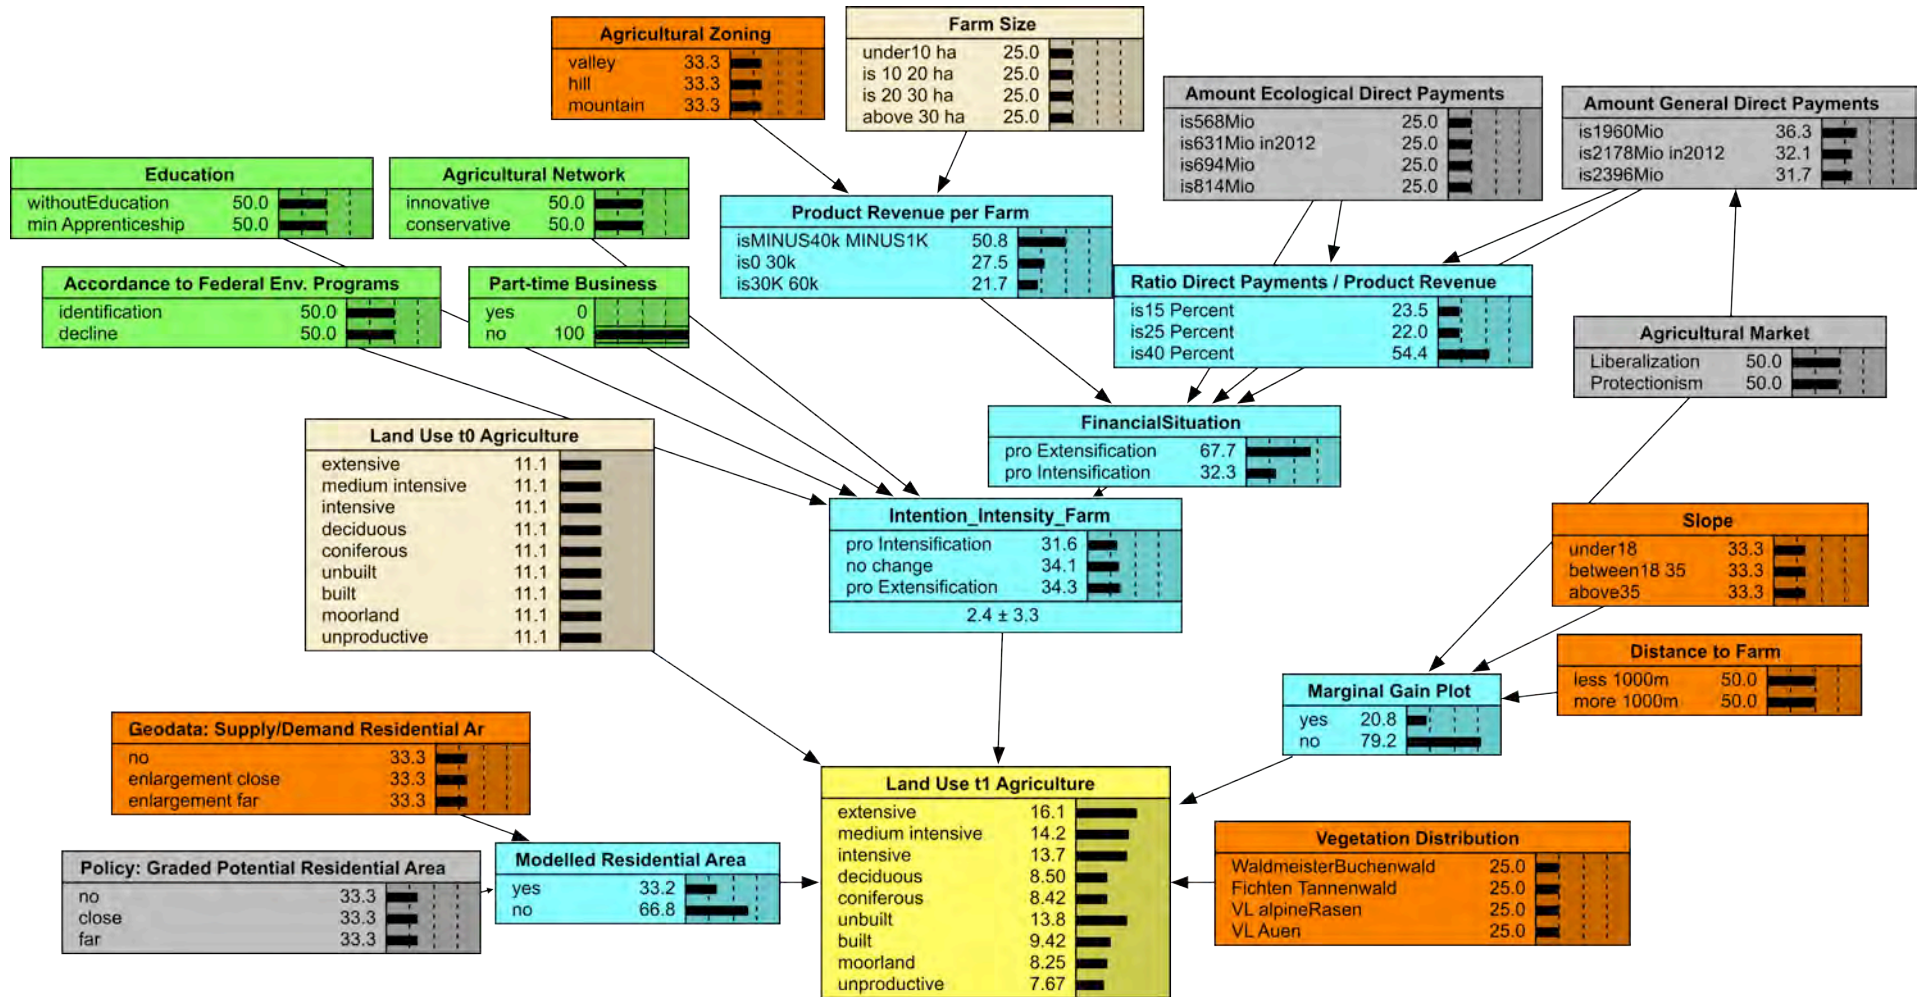 Agricultural Zoning
valley 33.3
hill 33.3
mountain 33.3
Farm Size
under10 ha 25.0
is 10 20 ha 25.0
is 20 30 ha 25.0
above 30 ha 25.0
Amount Ecological Direct Payments
is568Mio 25.0
is631Mio in2012 25.0
is694Mio 25.0
is814Mio 25.0
Amount General Direct Payments
is1960Mio 36.3
is2178Mio in2012 32.1
is2396Mio 31.7
Education
withoutEducation 50.0
min Apprenticeship 50.0
Agricultural Network
innovative 50.0
conservative 50.0
Product Revenue per Farm
isMINUS40k MINUS1K 50.8
is0 30k 27.5
is30K 60k 21.7
Accordance to Federal Env. Programs
identification 50.0
decline 50.0
Part-time Business
yes 0
no 100
Ratio Direct Payments / Product Revenue
is15 Percent 23.5
is25 Percent 22.0
is40 Percent 54.4
Agricultural Market
Liberalization 50.0
Protectionism 50.0
Land Use t0 Agriculture
extensive 11.1
medium intensive 11.1
intensive 11.1
deciduous 11.1
coniferous 11.1
unbuilt 11.1
built 11.1
moorland 11.1
unproductive 11.1
FinancialSituation
pro Extensification 67.7
pro Intensification 32.3
Intention_Intensity_Farm
pro Intensification 31.6
no change 34.1
pro Extensification 34.3
2.4 ± 3.3
Slope
under18 33.3
between18 35 33.3
above35 33.3
Distance to Farm
less 1000m 50.0
more 1000m 50.0
Marginal Gain Plot
yes 20.8
no 79.2
Geodata: Supply/Demand Residential Ar
no 33.3
enlargement close 33.3
enlargement far 33.3
Policy: Graded Potential Residential Area
no 33.3
close 33.3
far 33.3
Modelled Residential Area
yes 33.2
no 66.8
Land Use t1 Agriculture
extensive 16.1
medium intensive 14.2
intensive 13.7
deciduous 8.50
coniferous 8.42
unbuilt 13.8
built 9.42
moorland 8.25
unproductive 7.67
Vegetation Distribution
WaldmeisterBuchenwald 25.0
Fichten Tannenwald 25.0
VL alpineRasen 25.0
VL Auen 25.0